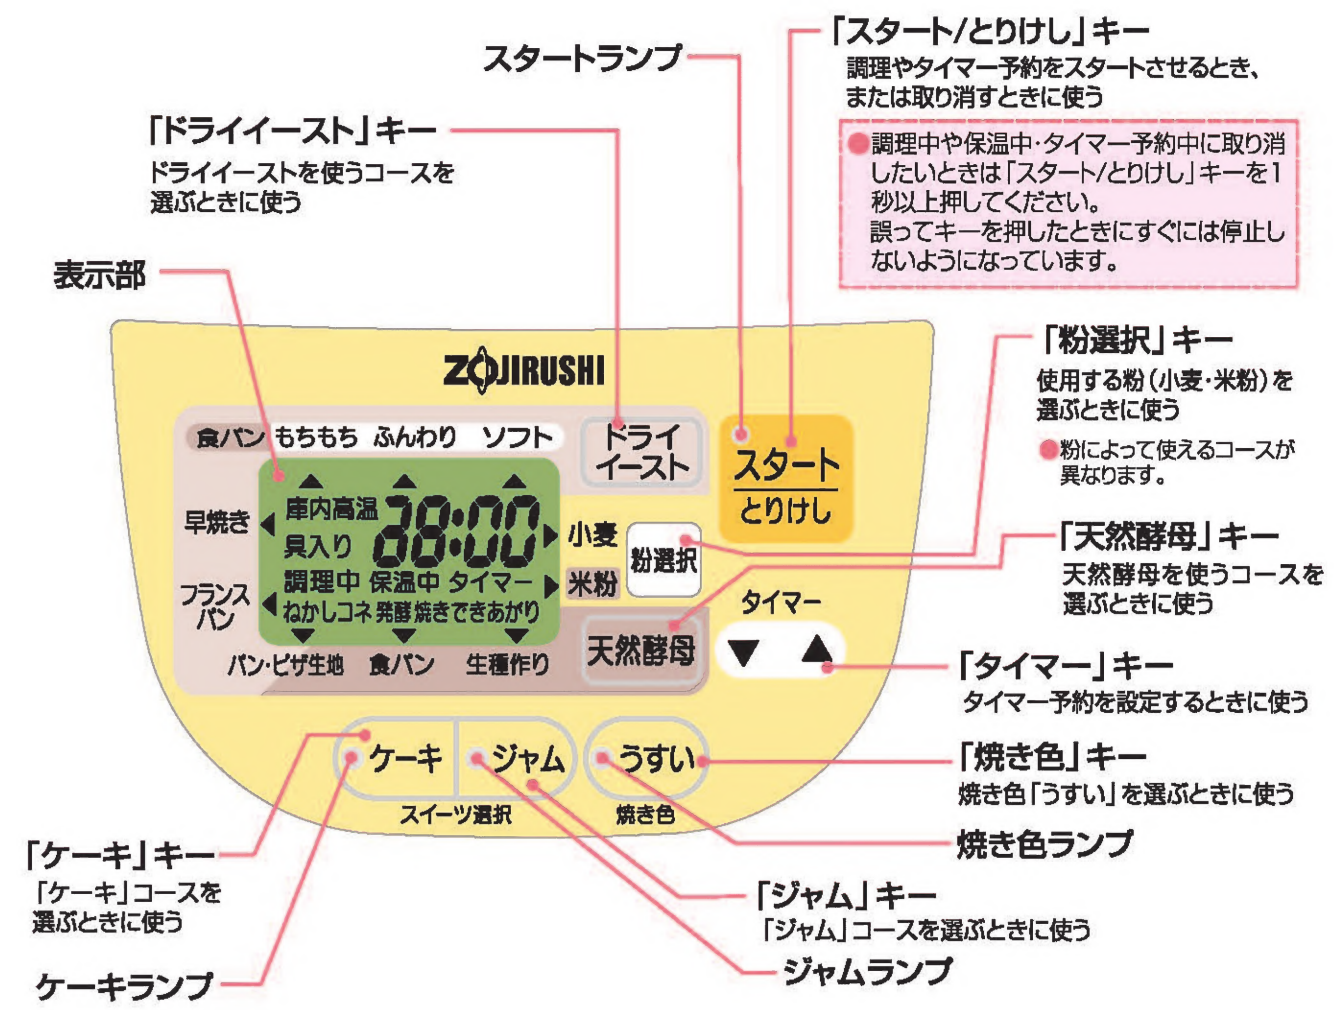 「スタート/とりけし」キー
調理やタイマー予約をスタートさせるとき、
または取り消すときに使う
●調理中や保温中・タイマー予約中に取り消
したいときは「スタート/とりけし」キーを1
秒以上押してください。
誤ってキーを押したときにすぐには停止し
ないようになっています。
スタートランプ
「ドライイースト」キー
ドライイーストを使うコースを
選ぶときに使う
表示部
「粉選択」キー
使用する粉(小麦・米粉)を
選ぶときに使う
●粉によって使えるコースが
異なります。
「天然酵母」キー
天然酵母を使うコースを
選ぶときに使う
「タイマー」キー
タイマー予約を設定するときに使う
「焼き色」キー
焼き色「うすい」を選ぶときに使う
焼き色ランプ
「ジャム」キー
「ジャム」コースを選ぶときに使う
ジャムランプ
「ケーキ」キー
「ケーキ」コースを
選ぶときに使う
ケーキランプ
ZOJIRUSHI
食パン もちもち ふんわり ソフト
ドライ
イースト
スタート
とりけし
早焼き
フランス
パン
庫内高温
具入り
38:00
調理中 保温中 タイマー
ねかし コネ 発酵 焼き できあがり
小麦
米粉
粉選択
パン・ピザ生地 食パン 生種作り
天然酵母
タイマー
▼ ▲
ケーキ
ジャム
うすい
スイーツ選択
焼き色